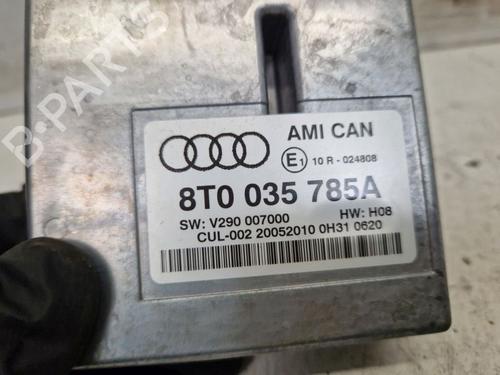 B-PARTS
AMI CAN
E1 10 R - 024808
8T0 035 785A
SW: V290 007000 HW: H08
CUL-002 20052010 0H31 0620